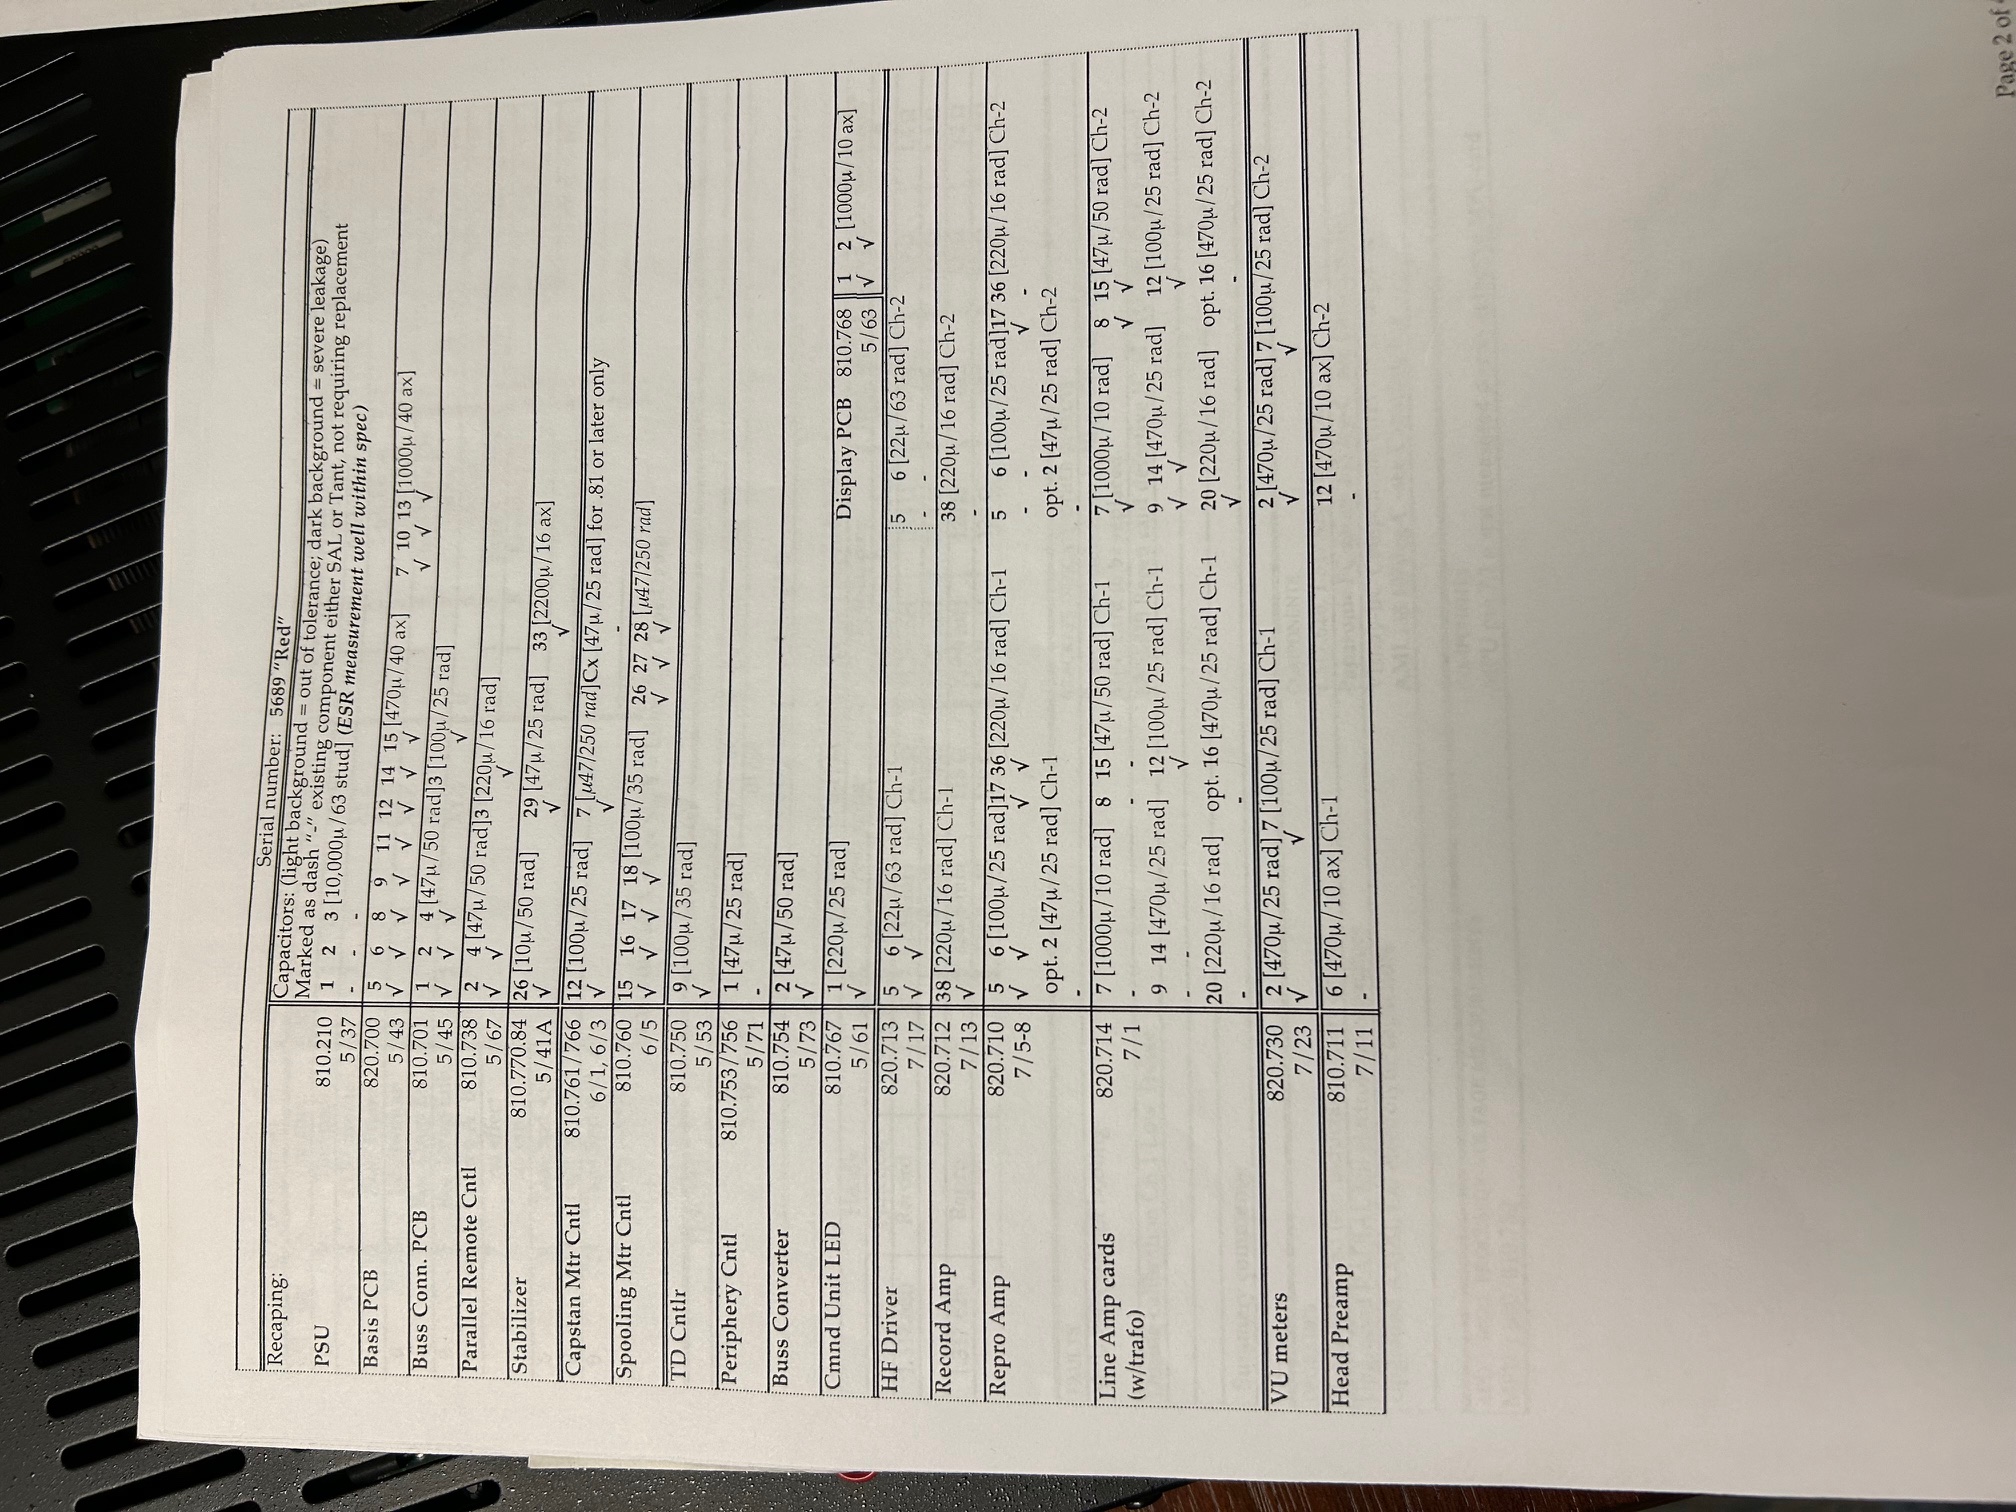 Serial number: 5689 "Red"
Recaping:
Capacitors: (light background = out of tolerance; dark background = severe leakage)
Marked as dash "-" existing component either SAL or Tant, not requiring replacement
PSU 810.210 1 2 3 [10,000µ/63 stud] (ESR measurement well within spec)
5/37 - - -
Basis PCB 820.700 5 6 8 9 11 12 14 15 [470µ/40 ax] 7 10 13 [1000µ/40 ax]
5/43 √ √ √ √ √ √ √ √ √ √ √
Buss Conn. PCB 810.701 1 2 4 [47µ/50 rad]3 [100µ/25 rad]
5/45 √ √ √ √
Parallel Remote Cntl 810.738 2 4 [47µ/50 rad]3 [220µ/16 rad]
5/67 √ √ √
Stabilizer 810.770.84 26 [10µ/50 rad] 29 [47µ/25 rad] 33 [2200µ/16 ax]
5/41A √ √ √
Capstan Mtr Cntl 810.761/766 12 [100µ/25 rad] 7 [µ47/250 rad]Cx [47µ/25 rad] for .81 or later only
6/1, 6/3 √ √ -
Spooling Mtr Cntl 810.760 15 16 17 18 [100µ/35 rad] 26 27 28 [µ47/250 rad]
6/5 √ √ √ √ √ √ √
TD Cntlr 810.750 9 [100µ/35 rad]
5/53 √
Periphery Cntl 810.753/756 1 [47µ/25 rad]
5/71 -
Buss Converter 810.754 2 [47µ/50 rad]
5/73 √
Cmnd Unit LED 810.767 1 [220µ/25 rad] Display PCB 810.768 1 2 [1000µ/10 ax]
5/61 √ 5/63 √ √
HF Driver 820.713 5 6 [22µ/63 rad] Ch-1 5 6 [22µ/63 rad] Ch-2
7/17 √ √ - -
Record Amp 820.712 38 [220µ/16 rad] Ch-1 38 [220µ/16 rad] Ch-2
7/13 √ -
Repro Amp 820.710 5 6 [100µ/25 rad]17 36 [220µ/16 rad] Ch-1 5 6 [100µ/25 rad]17 36 [220µ/16 rad] Ch-2
7/5-8 √ √ √ √ - - √ -
opt. 2 [47µ/25 rad] Ch-1 opt. 2 [47µ/25 rad] Ch-2
- -
Line Amp cards 820.714 7 [1000µ/10 rad] 8 15 [47µ/50 rad] Ch-1 7 [1000µ/10 rad] 8 15 [47µ/50 rad] Ch-2
(w/trafo) 7/1 - - - √ √ √
9 14 [470µ/25 rad] 12 [100µ/25 rad] Ch-1 9 14 [470µ/25 rad] 12 [100µ/25 rad] Ch-2
- - √ √ √ √
20 [220µ/16 rad] opt. 16 [470µ/25 rad] Ch-1 20 [220µ/16 rad] opt. 16 [470µ/25 rad] Ch-2
- - √ -
VU meters 820.730 2 [470µ/25 rad] 7 [100µ/25 rad] Ch-1 2 [470µ/25 rad] 7 [100µ/25 rad] Ch-2
7/23 √ √ √ √
Head Preamp 810.711 6 [470µ/10 ax] Ch-1 12 [470µ/10 ax] Ch-2
7/11 - -
Page 2 of